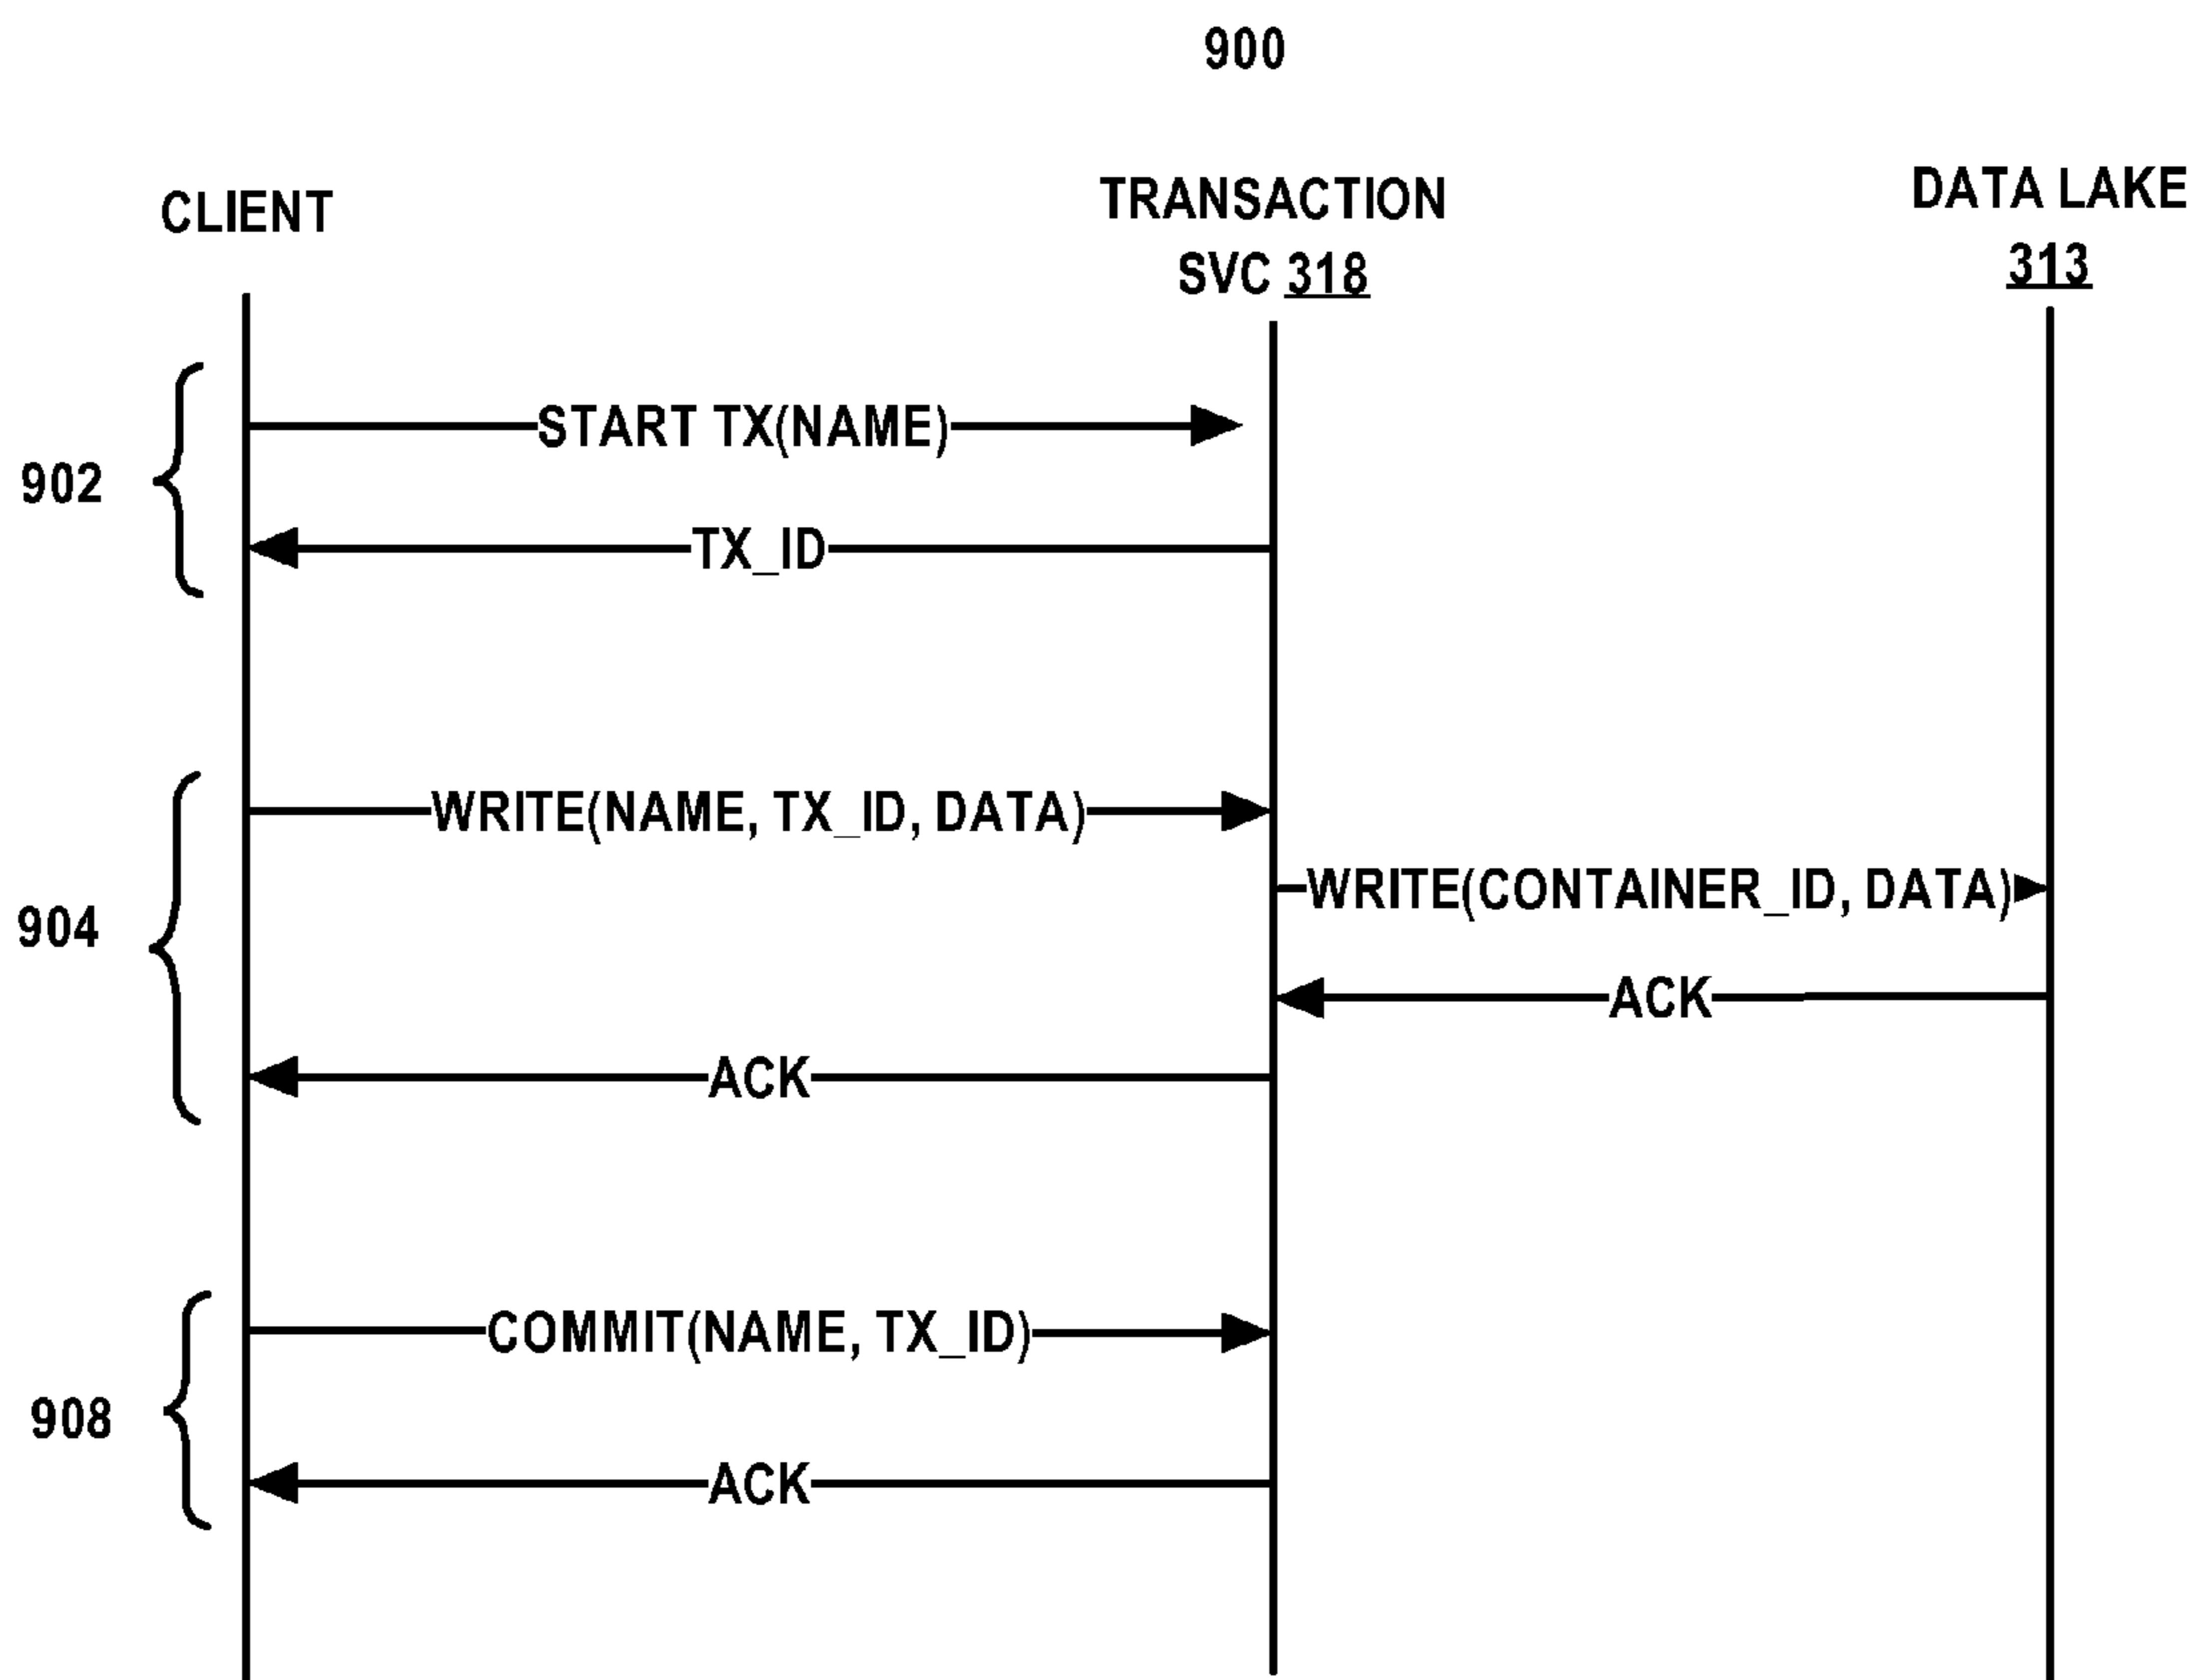 900
CLIENT
TRANSACTION
SVC 318
DATA LAKE
313
START TX(NAME)
902
TX_ID
WRITE(NAME, TX_ID, DATA)
WRITE(CONTAINER_ID, DATA)
904
ACK
ACK
COMMIT(NAME, TX_ID)
908
ACK